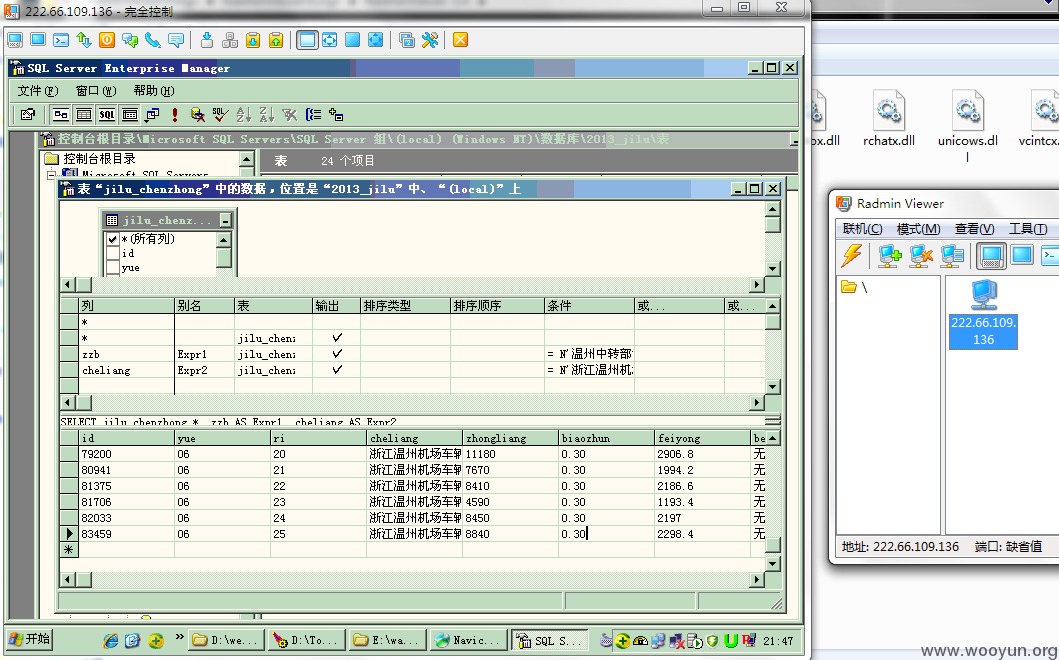 222.66.109.136 - 完全控制
SQL Server Enterprise Manager
文件(F) 窗口(W) 帮助(H)
控制台根目录\Microsoft SQL Servers\SQL Server 组\(local) (Windows NT)\数据库\2013_jilu\表
控制台根目录
Microsoft SQL Servers
表 24 个项目
表“jilu_chenzhong”中的数据，位置是“2013_jilu”中、“(local)”上
jilu_chenz...
*(所有列)
id
yue
列 别名 表 输出 排序类型 排序顺序 条件 或... 或...
*
* jilu_chen:
zzb Expr1 jilu_chen: = N'温州中转部
cheliang Expr2 jilu_chen: = N'浙江温州机
SELECT jilu_chenzhong.*, zzb AS Expr1, cheliang AS Expr2
id yue ri cheliang zhongliang biaozhun feiyong be
79200 06 20 浙江温州机场车辆 11180 0.30 2906.8 无
80941 06 21 浙江温州机场车辆 7670 0.30 1994.2 无
81375 06 22 浙江温州机场车辆 8410 0.30 2186.6 无
81706 06 23 浙江温州机场车辆 4590 0.30 1193.4 无
82033 06 24 浙江温州机场车辆 8450 0.30 2197 无
83459 06 25 浙江温州机场车辆 8840 0.30 2298.4 无
*
开始 D:\we... D:\To... E:\wa... Navic... SQL S... 21:47
ox.dll
rchatx.dll
unicows.dl
l
vcintcx.
Radmin Viewer
联机(C) 模式(M) 查看(V) 工具(T)
\
222.66.109.
136
地址: 222.66.109.136 端口: 缺省值
www.wooyun.org